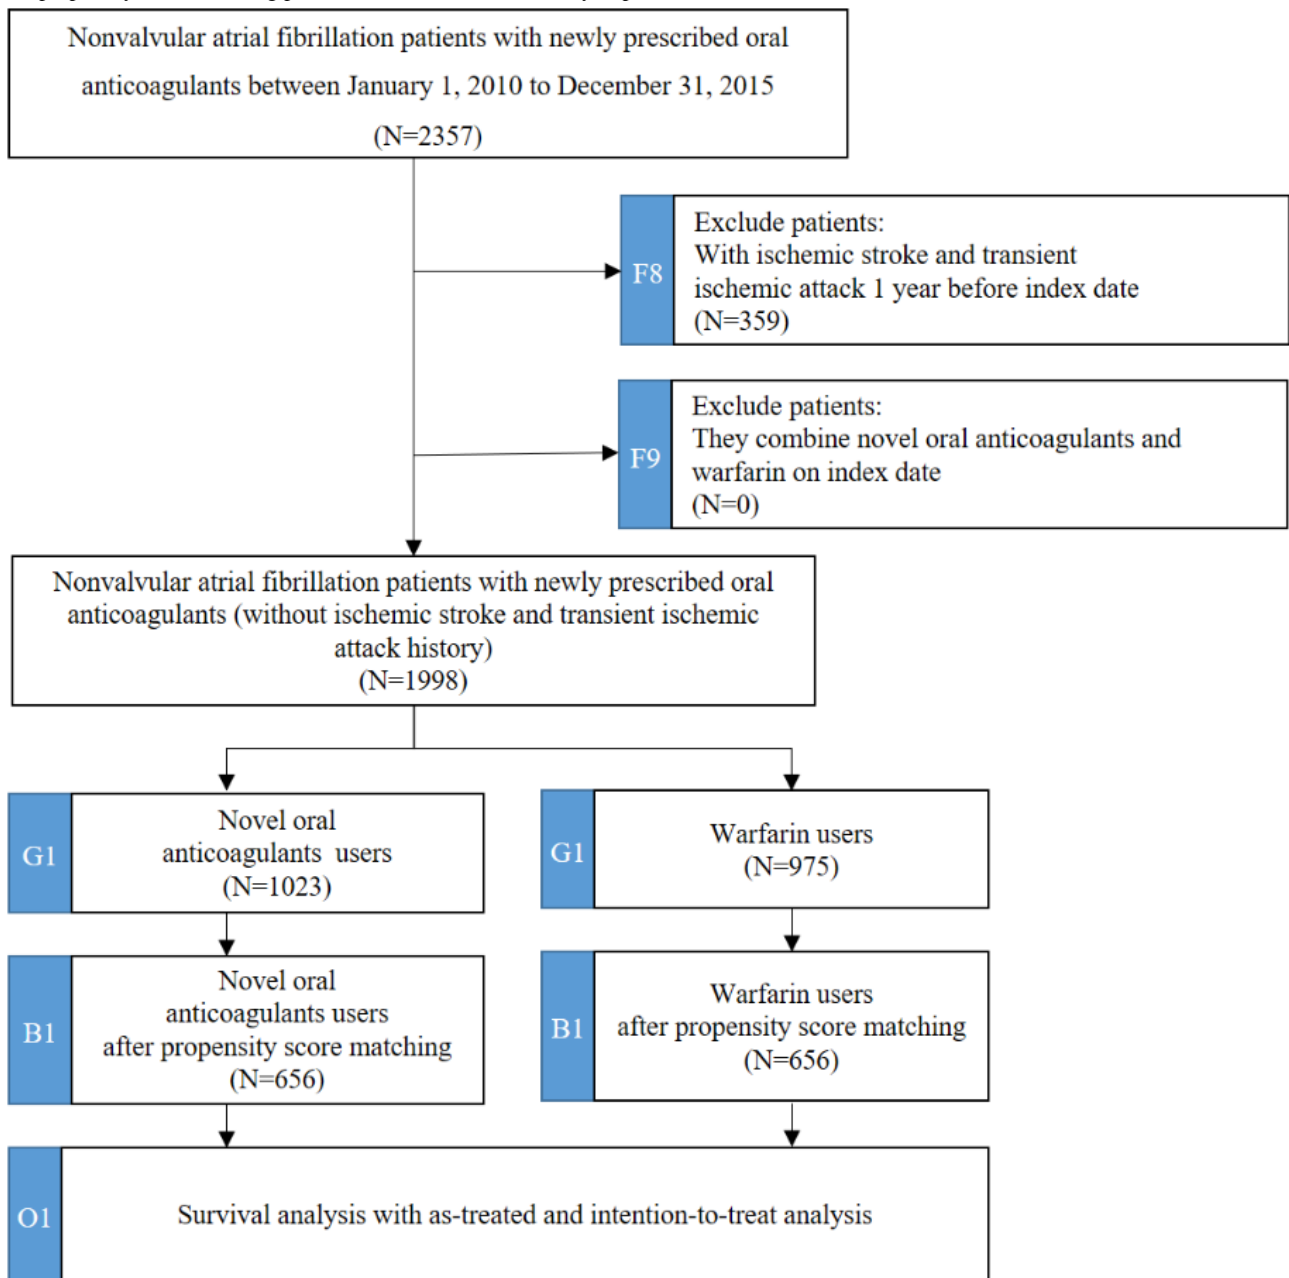 Nonvalvular atrial fibrillation patients with newly prescribed oral
anticoagulants between January 1, 2010 to December 31, 2015
(N=2357)
F8
Exclude patients:
With ischemic stroke and transient
ischemic attack 1 year before index date
(N=359)
F9
Exclude patients:
They combine novel oral anticoagulants and
warfarin on index date
(N=0)
Nonvalvular atrial fibrillation patients with newly prescribed oral
anticoagulants (without ischemic stroke and transient ischemic
attack history)
(N=1998)
G1
Novel oral
anticoagulants users
(N=1023)
G1
Warfarin users
(N=975)
B1
Novel oral
anticoagulants users
after propensity score matching
(N=656)
B1
Warfarin users
after propensity score matching
(N=656)
O1
Survival analysis with as-treated and intention-to-treat analysis